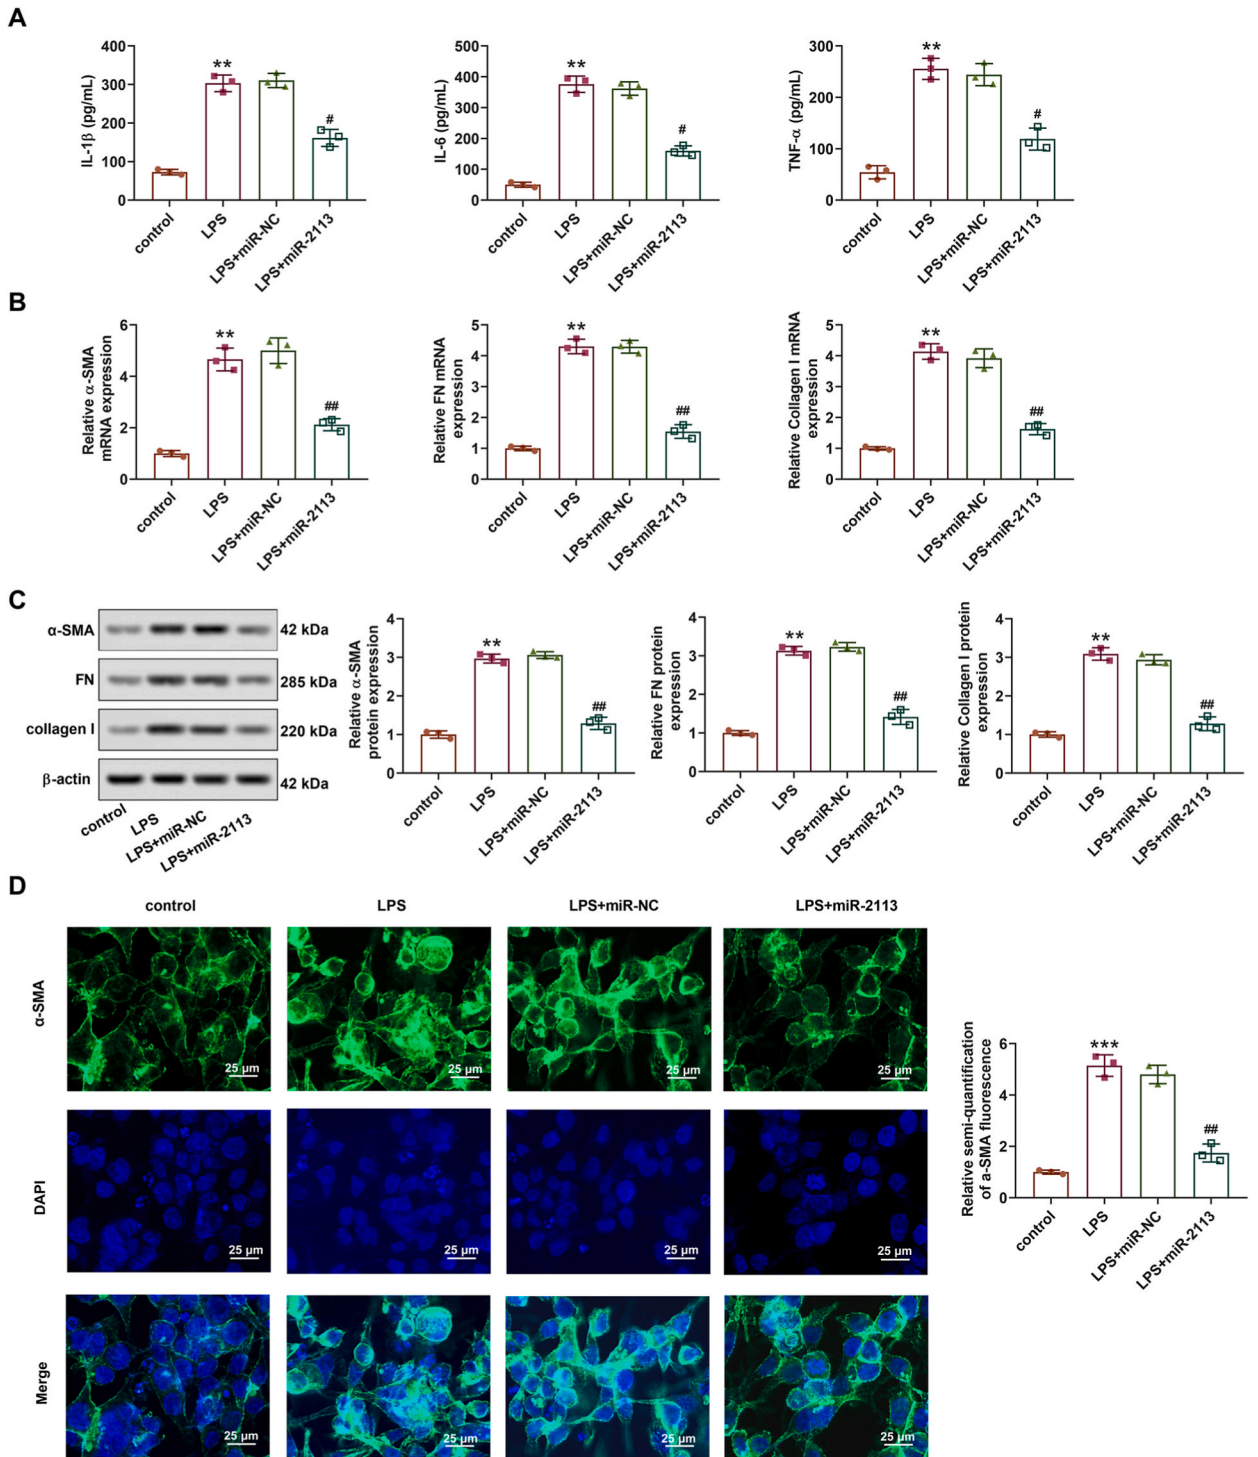 A
IL-1β (pg/mL)
400
300
200
100
0
**
#
control
LPS
LPS+miR-NC
LPS+miR-2113
IL-6 (pg/mL)
500
400
300
200
100
0
**
#
control
LPS
LPS+miR-NC
LPS+miR-2113
TNF-α (pg/mL)
300
200
100
0
**
#
control
LPS
LPS+miR-NC
LPS+miR-2113
B
Relative α-SMA
mRNA expression
6
4
2
0
**
##
control
LPS
LPS+miR-NC
LPS+miR-2113
Relative FN mRNA
expression
5
4
3
2
1
0
**
##
control
LPS
LPS+miR-NC
LPS+miR-2113
Relative Collagen I mRNA
expression
5
4
3
2
1
0
**
##
control
LPS
LPS+miR-NC
LPS+miR-2113
C
α-SMA
42 kDa
FN
285 kDa
collagen I
220 kDa
β-actin
42 kDa
control
LPS
LPS+miR-NC
LPS+miR-2113
Relative α-SMA
protein expression
4
3
2
1
0
**
##
control
LPS
LPS+miR-NC
LPS+miR-2113
Relative FN protein
expression
4
3
2
1
0
**
##
control
LPS
LPS+miR-NC
LPS+miR-2113
Relative Collagen I protein
expression
4
3
2
1
0
**
##
control
LPS
LPS+miR-NC
LPS+miR-2113
D
control
LPS
LPS+miR-NC
LPS+miR-2113
α-SMA
25 µm
25 µm
25 µm
25 µm
DAPI
25 µm
25 µm
25 µm
25 µm
Merge
25 µm
25 µm
25 µm
25 µm
Relative semi-quantification
of a-SMA fluorescence
6
4
2
0
***
##
control
LPS
LPS+miR-NC
LPS+miR-2113